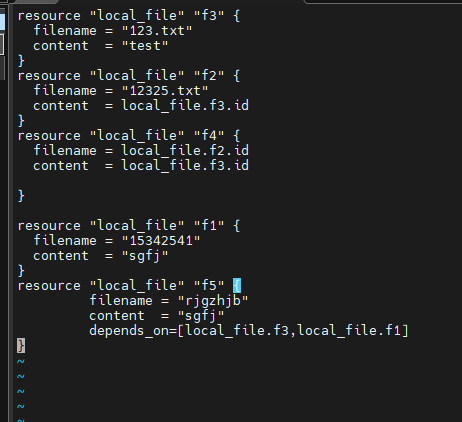 resource "local_file" "f3" {
  filename = "123.txt"
  content  = "test"
}
resource "local_file" "f2" {
  filename = "12325.txt"
  content  = local_file.f3.id
}
resource "local_file" "f4" {
  filename = local_file.f2.id
  content  = local_file.f3.id

}

resource "local_file" "f1" {
  filename = "15342541"
  content  = "sgfj"
}
resource "local_file" "f5" {
         filename = "rjgzhjb"
         content  = "sgfj"
         depends_on=[local_file.f3,local_file.f1]
}
~
~
~
~
~